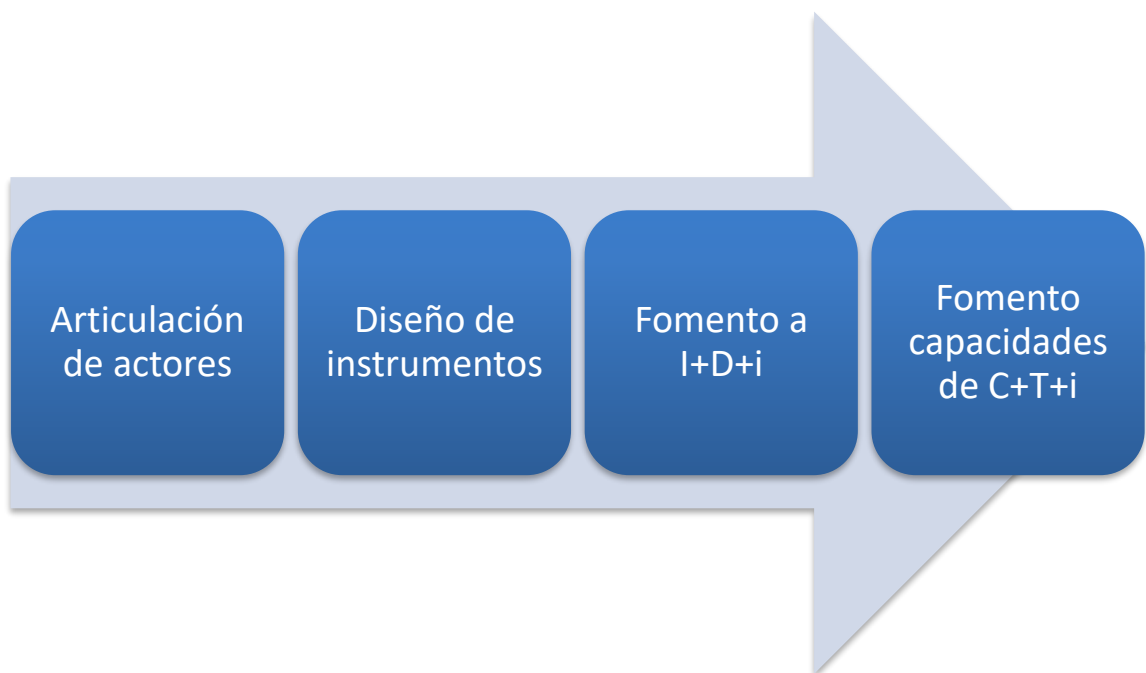 Articulación
de actores
Diseño de
instrumentos
Fomento a
I+D+i
Fomento
capacidades
de C+T+i